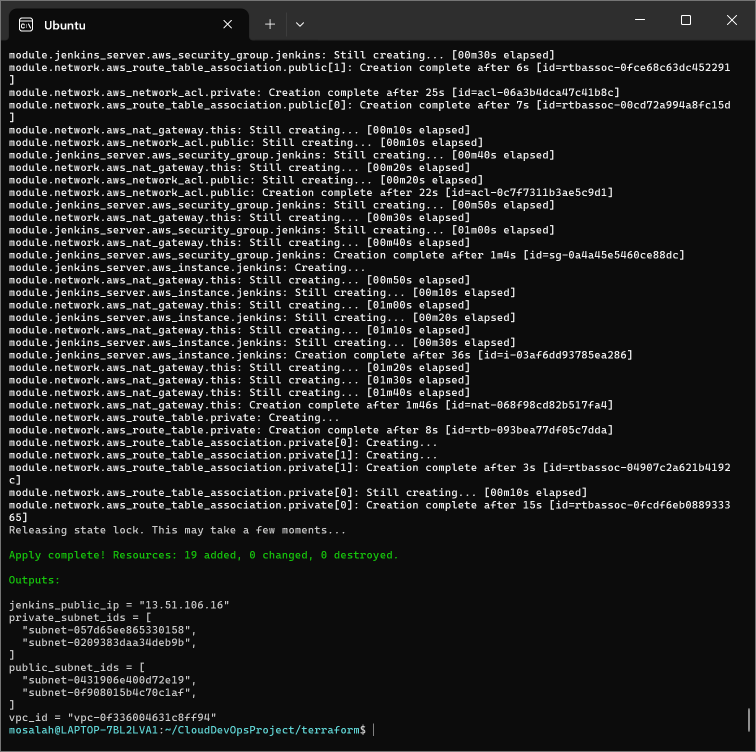 Ubuntu
module.jenkins_server.aws_security_group.jenkins: Still creating... [00m30s elapsed]
module.network.aws_route_table_association.public[1]: Creation complete after 6s [id=rtbassoc-0fce68c63dc452291
]
module.network.aws_network_acl.private: Creation complete after 25s [id=acl-06a3b4dca47c41b8c]
module.network.aws_route_table_association.public[0]: Creation complete after 7s [id=rtbassoc-00cd72a994a8fc15d
]
module.network.aws_nat_gateway.this: Still creating... [00m10s elapsed]
module.network.aws_network_acl.public: Still creating... [00m10s elapsed]
module.jenkins_server.aws_security_group.jenkins: Still creating... [00m40s elapsed]
module.network.aws_nat_gateway.this: Still creating... [00m20s elapsed]
module.network.aws_network_acl.public: Still creating... [00m20s elapsed]
module.network.aws_network_acl.public: Creation complete after 22s [id=acl-0c7f7311b3ae5c9d1]
module.jenkins_server.aws_security_group.jenkins: Still creating... [00m50s elapsed]
module.network.aws_nat_gateway.this: Still creating... [00m30s elapsed]
module.jenkins_server.aws_security_group.jenkins: Still creating... [01m00s elapsed]
module.network.aws_nat_gateway.this: Still creating... [00m40s elapsed]
module.jenkins_server.aws_security_group.jenkins: Creation complete after 1m4s [id=sg-0a4a45e5460ce88dc]
module.jenkins_server.aws_instance.jenkins: Creating...
module.network.aws_nat_gateway.this: Still creating... [00m50s elapsed]
module.jenkins_server.aws_instance.jenkins: Still creating... [00m10s elapsed]
module.network.aws_nat_gateway.this: Still creating... [01m00s elapsed]
module.jenkins_server.aws_instance.jenkins: Still creating... [00m20s elapsed]
module.network.aws_nat_gateway.this: Still creating... [01m10s elapsed]
module.jenkins_server.aws_instance.jenkins: Still creating... [00m30s elapsed]
module.jenkins_server.aws_instance.jenkins: Creation complete after 36s [id=i-03af6dd93785ea286]
module.network.aws_nat_gateway.this: Still creating... [01m20s elapsed]
module.network.aws_nat_gateway.this: Still creating... [01m30s elapsed]
module.network.aws_nat_gateway.this: Still creating... [01m40s elapsed]
module.network.aws_nat_gateway.this: Creation complete after 1m46s [id=nat-068f98cd82b517fa4]
module.network.aws_route_table.private: Creating...
module.network.aws_route_table.private: Creation complete after 8s [id=rtb-093bea77df05c7dda]
module.network.aws_route_table_association.private[0]: Creating...
module.network.aws_route_table_association.private[1]: Creating...
module.network.aws_route_table_association.private[1]: Creation complete after 3s [id=rtbassoc-04907c2a621b4192
c]
module.network.aws_route_table_association.private[0]: Still creating... [00m10s elapsed]
module.network.aws_route_table_association.private[0]: Creation complete after 15s [id=rtbassoc-0fcdf6eb0889333
65]
Releasing state lock. This may take a few moments...
Apply complete! Resources: 19 added, 0 changed, 0 destroyed.
Outputs:
jenkins_public_ip = "13.51.106.16"
private_subnet_ids = [
"subnet-057d65ee865330158",
"subnet-0209383daa34deb9b",
]
public_subnet_ids = [
"subnet-0431906e400d72e19",
"subnet-0f908015b4c70c1af",
]
vpc_id = "vpc-0f336004631c8ff94"
mosalah@LAPTOP-7BL2LVA1:~/CloudDevOpsProject/terraform$